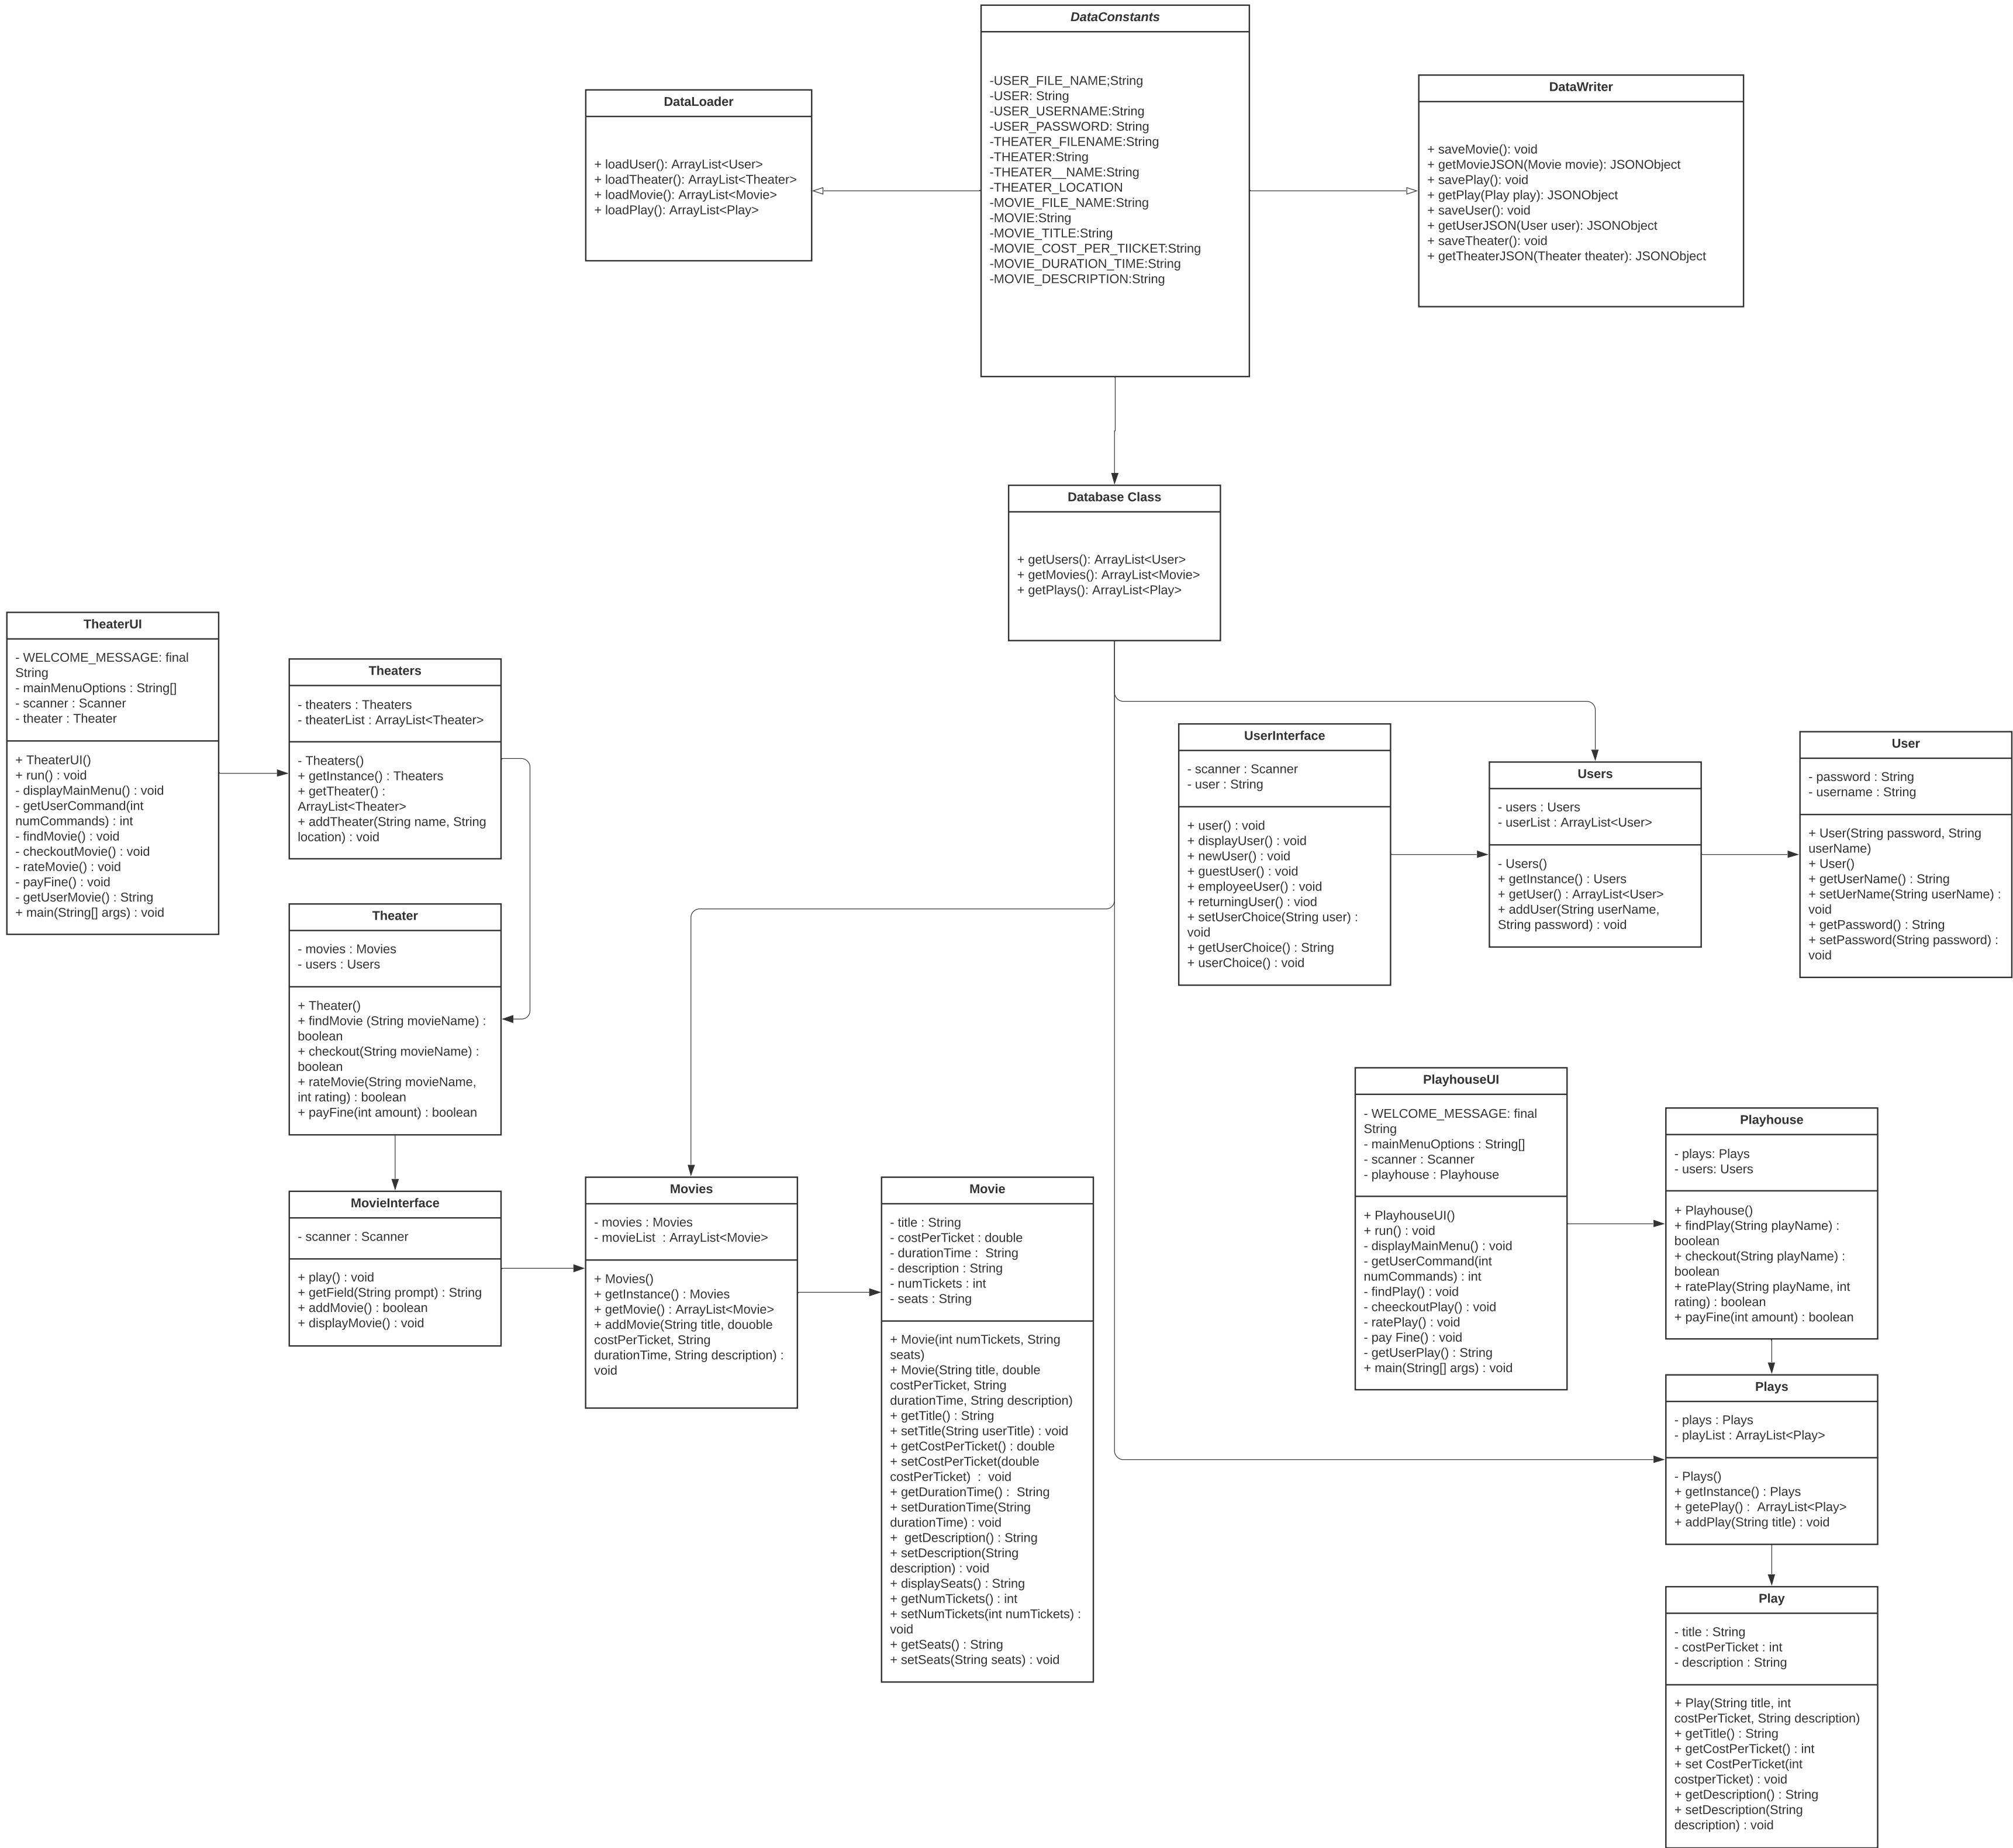 DataConstants
-USER_FILE_NAME;String
-USER: String
-USER_USERNAME:String
-USER_PASSWORD: String
-THEATER_FILENAME:String
-THEATER:String
-THEATER__NAME:String
-THEATER_LOCATION
-MOVIE_FILE_NAME:String
-MOVIE:String
-MOVIE_TITLE:String
-MOVIE_COST_PER_TIICKET:String
-MOVIE_DURATION_TIME:String
-MOVIE_DESCRIPTION:String
DataLoader
+ loadUser(): ArrayList<User>
+ loadTheater(): ArrayList<Theater>
+ loadMovie(): ArrayList<Movie>
+ loadPlay(): ArrayList<Play>
DataWriter
+ saveMovie(): void
+ getMovieJSON(Movie movie): JSONObject
+ savePlay(): void
+ getPlay(Play play): JSONObject
+ saveUser(): void
+ getUserJSON(User user): JSONObject
+ saveTheater(): void
+ getTheaterJSON(Theater theater): JSONObject
Database Class
+ getUsers(): ArrayList<User>
+ getMovies(): ArrayList<Movie>
+ getPlays(): ArrayList<Play>
TheaterUI
- WELCOME_MESSAGE: final
String
- mainMenuOptions : String[]
- scanner : Scanner
- theater : Theater
+ TheaterUI()
+ run() : void
- displayMainMenu() : void
- getUserCommand(int
numCommands) : int
- findMovie() : void
- checkoutMovie() : void
- rateMovie() : void
- payFine() : void
- getUserMovie() : String
+ main(String[] args) : void
Theaters
- theaters : Theaters
- theaterList : ArrayList<Theater>
- Theaters()
+ getInstance() : Theaters
+ getTheater() :
ArrayList<Theater>
+ addTheater(String name, String
location) : void
Theater
- movies : Movies
- users : Users
+ Theater()
+ findMovie (String movieName) :
boolean
+ checkout(String movieName) :
boolean
+ rateMovie(String movieName,
int rating) : boolean
+ payFine(int amount) : boolean
MovieInterface
- scanner : Scanner
+ play() : void
+ getField(String prompt) : String
+ addMovie() : boolean
+ displayMovie() : void
Movies
- movies : Movies
- movieList  : ArrayList<Movie>
+ Movies()
+ getInstance() : Movies
+ getMovie() : ArrayList<Movie>
+ addMovie(String title, douoble
costPerTicket, String
durationTime, String description) :
void
Movie
- title : String
- costPerTicket : double
- durationTime :  String
- description : String
- numTickets : int
- seats : String
+ Movie(int numTickets, String
seats)
+ Movie(String title, double
costPerTicket, String
durationTime, String description)
+ getTitle() : String
+ setTitle(String userTitle) : void
+ getCostPerTicket() : double
+ setCostPerTicket(double
costPerTicket)  :  void
+ getDurationTime() :  String
+ setDurationTime(String
durationTime) : void
+  getDescription() : String
+ setDescription(String
description) : void
+ displaySeats() : String
+ getNumTickets() : int
+ setNumTickets(int numTickets) :
void
+ getSeats() : String
+ setSeats(String seats) : void
UserInterface
- scanner : Scanner
- user : String
+ user() : void
+ displayUser() : void
+ newUser() : void
+ guestUser() : void
+ employeeUser() : void
+ returningUser() : viod
+ setUserChoice(String user) :
void
+ getUserChoice() : String
+ userChoice() : void
Users
- users : Users
- userList : ArrayList<User>
- Users()
+ getInstance() : Users
+ getUser() : ArrayList<User>
+ addUser(String userName,
String password) : void
User
- password : String
- username : String
+ User(String password, String
userName)
+ User()
+ getUserName() : String
+ setUerName(String userName) :
void
+ getPassword() : String
+ setPassword(String password) :
void
PlayhouseUI
- WELCOME_MESSAGE: final
String
- mainMenuOptions : String[]
- scanner : Scanner
- playhouse : Playhouse
+ PlayhouseUI()
+ run() : void
- displayMainMenu() : void
- getUserCommand(int
numCommands) : int
- findPlay() : void
- cheeckoutPlay() : void
- ratePlay() : void
- pay Fine() : void
- getUserPlay() : String
+ main(String[] args) : void
Playhouse
- plays: Plays
- users: Users
+ Playhouse()
+ findPlay(String playName) :
boolean
+ checkout(String playName) :
boolean
+ ratePlay(String playName, int
rating) : boolean
+ payFine(int amount) : boolean
Plays
- plays : Plays
- playList : ArrayList<Play>
- Plays()
+ getInstance() : Plays
+ getePlay() :  ArrayList<Play>
+ addPlay(String title) : void
Play
- title : String
- costPerTicket : int
- description : String
+ Play(String title, int
costPerTicket, String description)
+ getTitle() : String
+ getCostPerTicket() : int
+ set CostPerTicket(int
costperTicket) : void
+ getDescription() : String
+ setDescription(String
description) : void